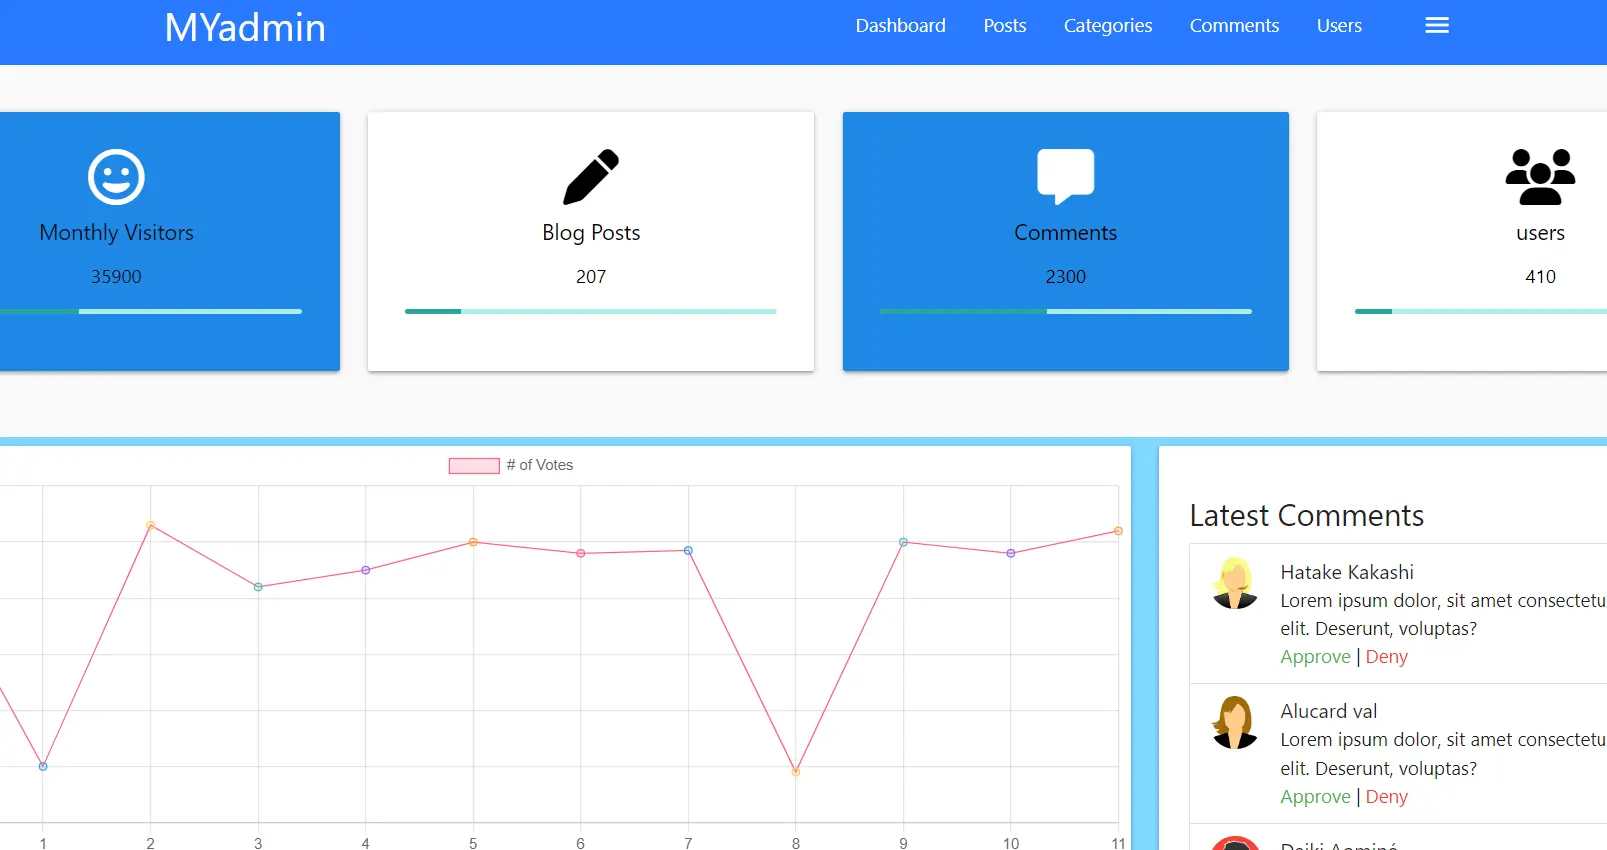 MYadmin
Dashboard Posts Categories Comments Users
Monthly Visitors
35900
Blog Posts
207
Comments
2300
users
410
# of Votes
1 2 3 4 5 6 7 8 9 10 11
Latest Comments
Hatake Kakashi
Lorem ipsum dolor, sit amet consectetu
elit. Deserunt, voluptas?
Approve | Deny
Alucard val
Lorem ipsum dolor, sit amet consectetu
elit. Deserunt, voluptas?
Approve | Deny
Daiki Aominé